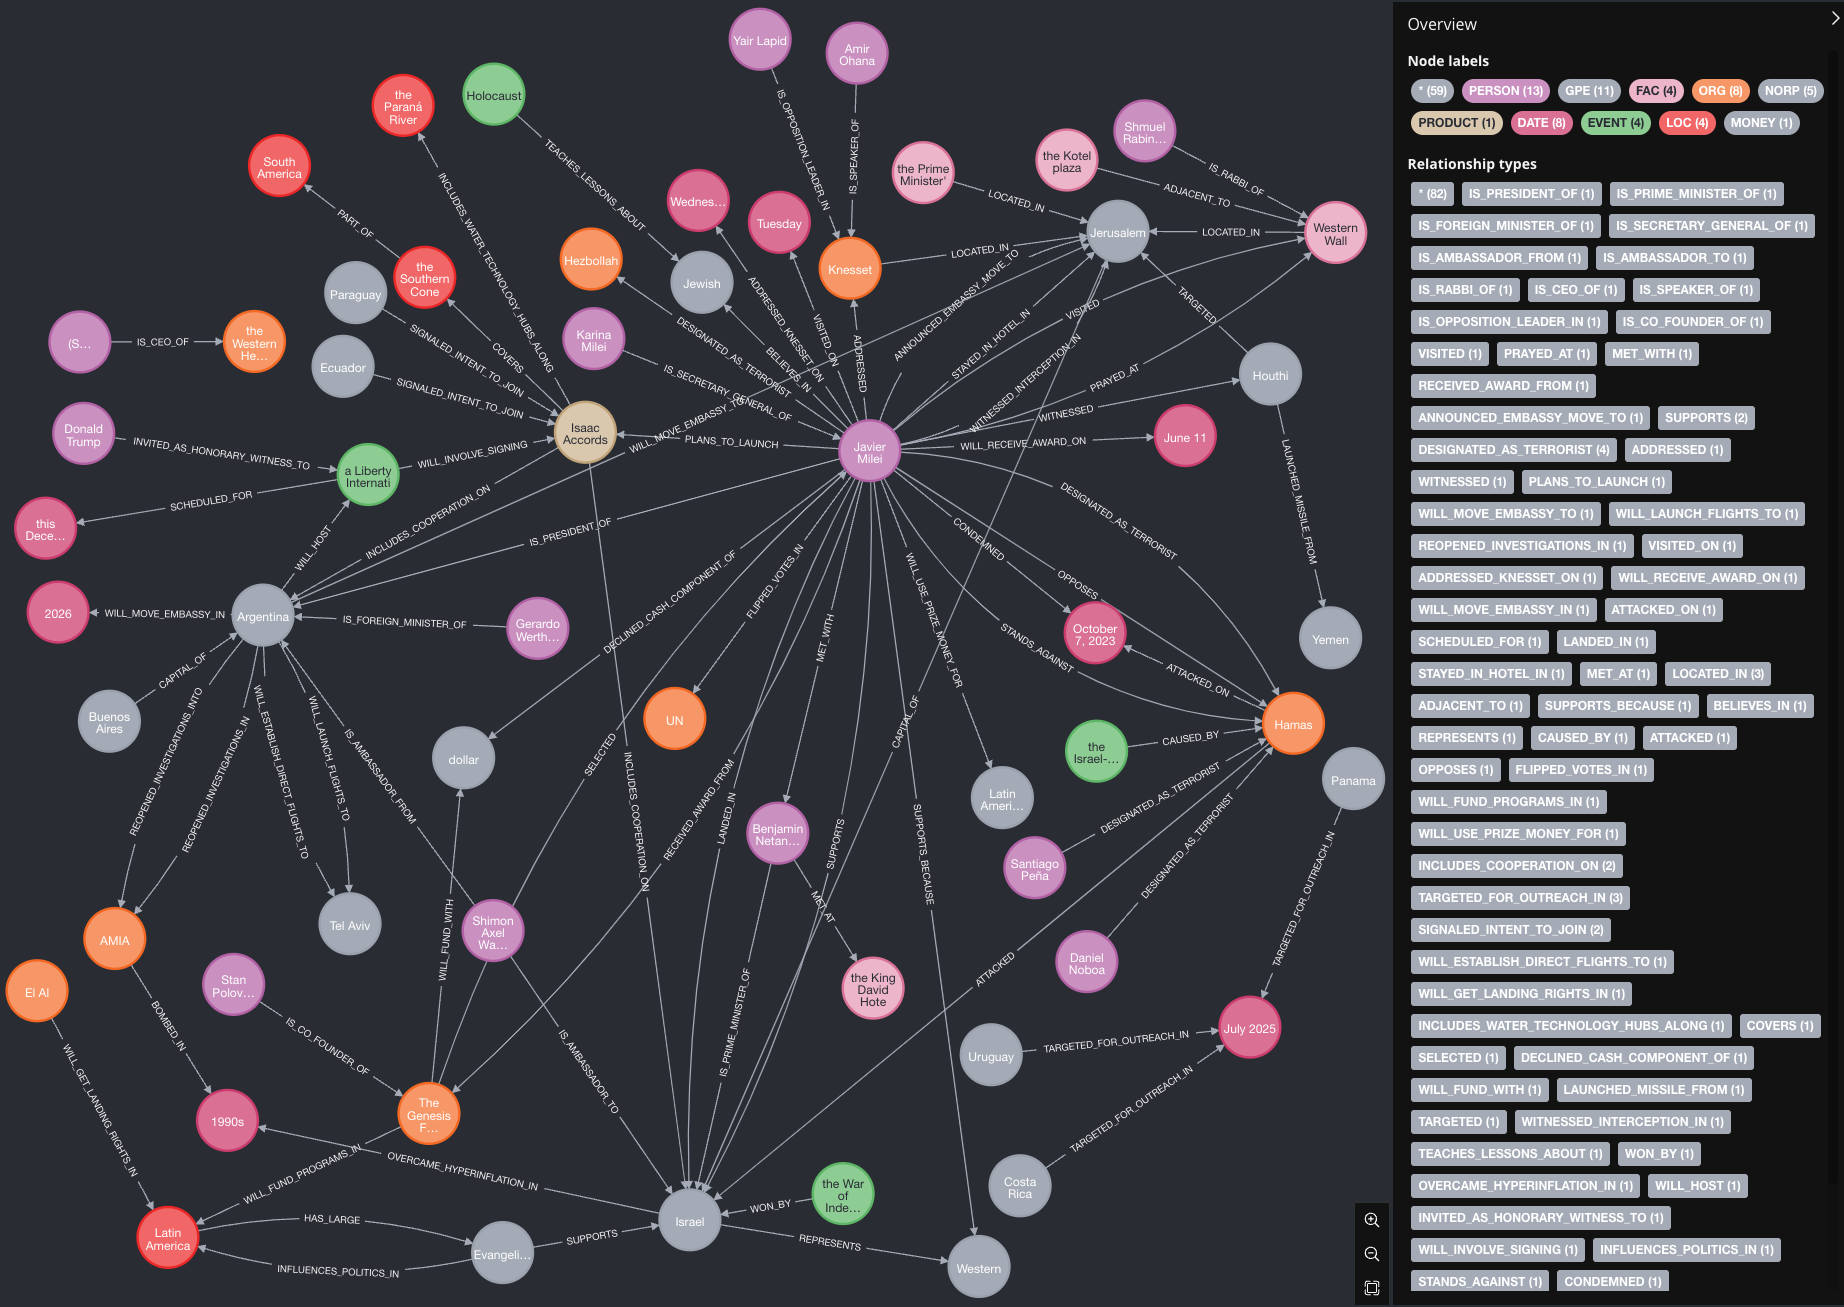 Yair Lapid
Amir
Ohana
Holocaust
the
Paraná
River
South
America
Shmuel
Rabin...
the Kotel
plaza
the Prime
Minister'
Wednes...
Tuesday
Jerusalem
Western
Wall
Hezbollah
Jewish
Knesset
the
Southern
Cone
Paraguay
Karina
Milei
(S...
the
Western
He...
Ecuador
Houthi
Donald
Trump
Isaac
Accords
Javier
Milei
June 11
a Liberty
Internati
this
Dece...
2026
Argentina
Gerardo
Werth...
October
7, 2023
Yemen
Buenos
Aires
UN
Hamas
dollar
the
Israel-...
Panama
Latin
Ameri...
Benjamin
Netan...
Santiago
Peña
Tel Aviv
AMIA
Shimon
Axel
Wa...
Daniel
Noboa
El Al
Stan
Polov...
the King
David
Hote
July 2025
Uruguay
1990s
The
Genesis
F...
Costa
Rica
the War
of
Inde...
Latin
America
Israel
Evangeli...
Western
IS_OPPOSITION_LEADER_IN
IS_SPEAKER_OF
TEACHES_LESSONS_ABOUT
INCLUDES_WATER_TECHNOLOGY_HUBS_ALONG
PART_OF
COVERS
IS_RABBI_OF
ADJACENT_TO
LOCATED_IN
LOCATED_IN
LOCATED_IN
ANNOUNCED_EMBASSY_MOVE_TO
ADDRESSED_KNESSET_ON
VISITED_ON
DESIGNATED_AS_TERRORIST
BELIEVES_IN
ADDRESSED
STAYED_IN_HOTEL_IN
VISITED
TARGETED
WITNESSED_INTERCEPTION_IN
PRAYED_AT
WITNESSED
SIGNALED_INTENT_TO_JOIN
SIGNALED_INTENT_TO_JOIN
IS_SECRETARY_GENERAL_OF
IS_CEO_OF
INVITED_AS_HONORARY_WITNESS_TO
WILL_INVOLVE_SIGNING
WILL_MOVE_EMBASSY_TO
PLANS_TO_LAUNCH
WILL_RECEIVE_AWARD_ON
LAUNCHED_MISSILE_FROM
SCHEDULED_FOR
INCLUDES_COOPERATION_ON
WILL_HOST
IS_PRESIDENT_OF
WILL_MOVE_EMBASSY_IN
IS_FOREIGN_MINISTER_OF
DECLINED_CASH_COMPONENT_OF
FLIPPED_VOTES_IN
MET_WITH
WILL_USE_PRIZE_MONEY_FOR
CONDEMNED
DESIGNATED_AS_TERRORIST
OPPOSES
STANDS_AGAINST
ATTACKED_ON
CAPITAL_OF
REOPENED_INVESTIGATIONS_INTO
REOPENED_INVESTIGATIONS_IN
WILL_ESTABLISH_DIRECT_FLIGHTS_TO
WILL_LAUNCH_FLIGHTS_TO
IS_AMBASSADOR_FROM
SELECTED
INCLUDES_COOPERATION_ON
RECEIVED_AWARD_FROM
LANDED_IN
SUPPORTS
CAPITAL_OF
SUPPORTS_BECAUSE
CAUSED_BY
DESIGNATED_AS_TERRORIST
DESIGNATED_AS_TERRORIST
TARGETED_FOR_OUTREACH_IN
WILL_FUND_WITH
MET_AT
ATTACKED
BOMBED_IN
IS_CO_FOUNDER_OF
IS_AMBASSADOR_TO
IS_PRIME_MINISTER_OF
TARGETED_FOR_OUTREACH_IN
TARGETED_FOR_OUTREACH_IN
WILL_GET_LANDING_RIGHTS_IN
WILL_FUND_PROGRAMS_IN
OVERCAME_HYPERINFLATION_IN
WON_BY
HAS_LARGE
INFLUENCES_POLITICS_IN
SUPPORTS
REPRESENTS
Overview
Node labels
* (59) PERSON (13) GPE (11) FAC (4) ORG (8) NORP (5)
PRODUCT (1) DATE (8) EVENT (4) LOC (4) MONEY (1)
Relationship types
* (82) IS_PRESIDENT_OF (1) IS_PRIME_MINISTER_OF (1)
IS_FOREIGN_MINISTER_OF (1) IS_SECRETARY_GENERAL_OF (1)
IS_AMBASSADOR_FROM (1) IS_AMBASSADOR_TO (1)
IS_RABBI_OF (1) IS_CEO_OF (1) IS_SPEAKER_OF (1)
IS_OPPOSITION_LEADER_IN (1) IS_CO_FOUNDER_OF (1)
VISITED (1) PRAYED_AT (1) MET_WITH (1)
RECEIVED_AWARD_FROM (1)
ANNOUNCED_EMBASSY_MOVE_TO (1) SUPPORTS (2)
DESIGNATED_AS_TERRORIST (4) ADDRESSED (1)
WITNESSED (1) PLANS_TO_LAUNCH (1)
WILL_MOVE_EMBASSY_TO (1) WILL_LAUNCH_FLIGHTS_TO (1)
REOPENED_INVESTIGATIONS_IN (1) VISITED_ON (1)
ADDRESSED_KNESSET_ON (1) WILL_RECEIVE_AWARD_ON (1)
WILL_MOVE_EMBASSY_IN (1) ATTACKED_ON (1)
SCHEDULED_FOR (1) LANDED_IN (1)
STAYED_IN_HOTEL_IN (1) MET_AT (1) LOCATED_IN (3)
ADJACENT_TO (1) SUPPORTS_BECAUSE (1) BELIEVES_IN (1)
REPRESENTS (1) CAUSED_BY (1) ATTACKED (1)
OPPOSES (1) FLIPPED_VOTES_IN (1)
WILL_FUND_PROGRAMS_IN (1)
WILL_USE_PRIZE_MONEY_FOR (1)
INCLUDES_COOPERATION_ON (2)
TARGETED_FOR_OUTREACH_IN (3)
SIGNALED_INTENT_TO_JOIN (2)
WILL_ESTABLISH_DIRECT_FLIGHTS_TO (1)
WILL_GET_LANDING_RIGHTS_IN (1)
INCLUDES_WATER_TECHNOLOGY_HUBS_ALONG (1) COVERS (1)
SELECTED (1) DECLINED_CASH_COMPONENT_OF (1)
WILL_FUND_WITH (1) LAUNCHED_MISSILE_FROM (1)
TARGETED (1) WITNESSED_INTERCEPTION_IN (1)
TEACHES_LESSONS_ABOUT (1) WON_BY (1)
OVERCAME_HYPERINFLATION_IN (1) WILL_HOST (1)
INVITED_AS_HONORARY_WITNESS_TO (1)
WILL_INVOLVE_SIGNING (1) INFLUENCES_POLITICS_IN (1)
STANDS_AGAINST (1) CONDEMNED (1)